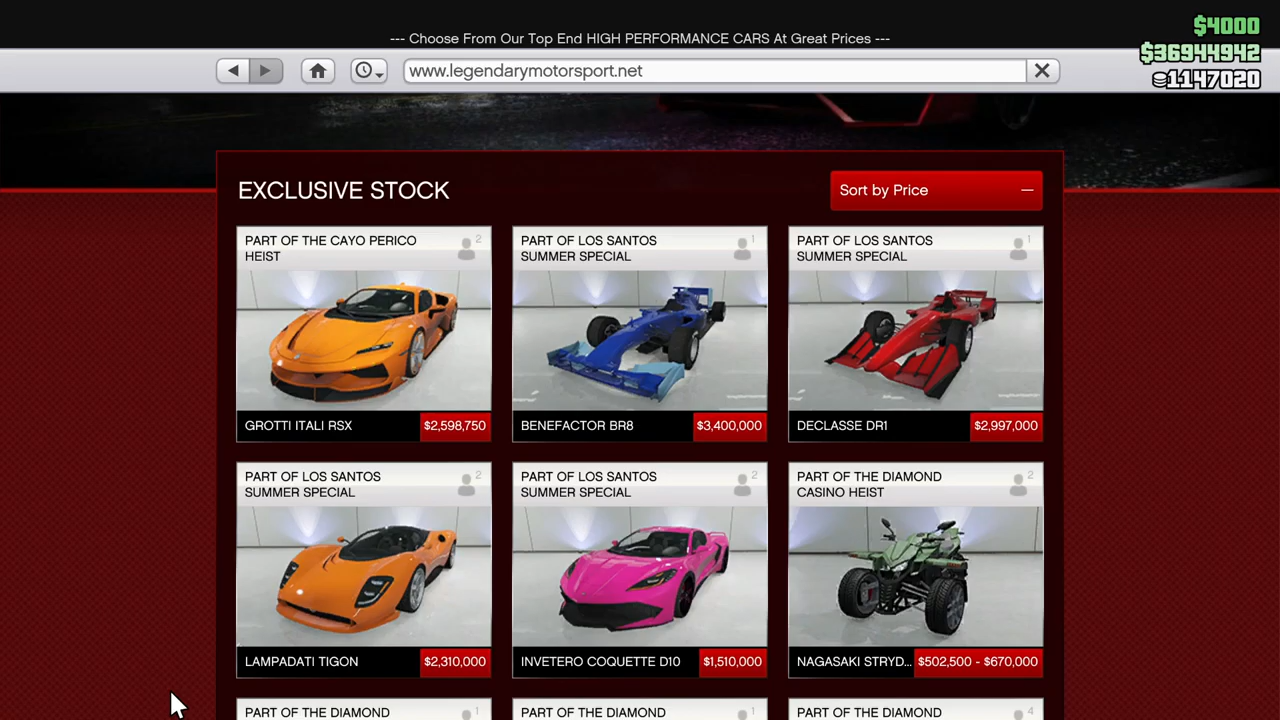 --- Choose From Our Top End HIGH PERFORMANCE CARS At Great Prices ---
$4000
$36944942
1147020
www.legendarymotorsport.net
EXCLUSIVE STOCK
Sort by Price
PART OF THE CAYO PERICO
HEIST
2
GROTTI ITALI RSX
$2,598,750
PART OF LOS SANTOS
SUMMER SPECIAL
1
BENEFACTOR BR8
$3,400,000
PART OF LOS SANTOS
SUMMER SPECIAL
1
DECLASSE DR1
$2,997,000
PART OF LOS SANTOS
SUMMER SPECIAL
2
LAMPADATI TIGON
$2,310,000
PART OF LOS SANTOS
SUMMER SPECIAL
2
INVETERO COQUETTE D10
$1,510,000
PART OF THE DIAMOND
CASINO HEIST
2
NAGASAKI STRYD...
$502,500 - $670,000
PART OF THE DIAMOND
1
PART OF THE DIAMOND
1
PART OF THE DIAMOND
4